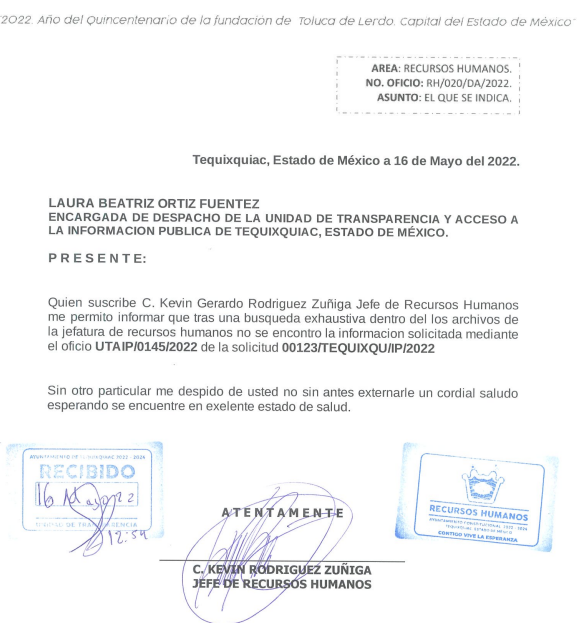 2022. Año del Quincentenario de la fundación de Toluca de Lerdo. Capital del Estado de México"
AREA: RECURSOS HUMANOS.
NO. OFICIO: RH/020/DA/2022.
ASUNTO: EL QUE SE INDICA.
Tequixquiac, Estado de México a 16 de Mayo del 2022.
LAURA BEATRIZ ORTIZ FUENTEZ
ENCARGADA DE DESPACHO DE LA UNIDAD DE TRANSPARENCIA Y ACCESO A
LA INFORMACION PUBLICA DE TEQUIXQUIAC, ESTADO DE MÉXICO.
P R E S E N T E:
Quien suscribe C. Kevin Gerardo Rodriguez Zuñiga Jefe de Recursos Humanos
me permito informar que tras una busqueda exhaustiva dentro del los archivos de
la jefatura de recursos humanos no se encontro la informacion solicitada mediante
el oficio UTAIP/0145/2022 de la solicitud 00123/TEQUIXQU/IP/2022
Sin otro particular me despido de usted no sin antes externarle un cordial saludo
esperando se encuentre en exelente estado de salud.
AYUNTAMIENTO DE TEQUIXQUIAC 2022 - 2024
RECIBIDO
16 Mayo 22
UNIDAD DE TRANSPARENCIA
12:54
A T E N T A M E N T E
C. KEVIN RODRIGUEZ ZUÑIGA
JEFE DE RECURSOS HUMANOS
RECURSOS HUMANOS
AYUNTAMIENTO CONSTITUCIONAL 2022 - 2024
TEQUIXQUIAC, ESTADO DE MÉXICO
CONTIGO VIVE LA ESPERANZA